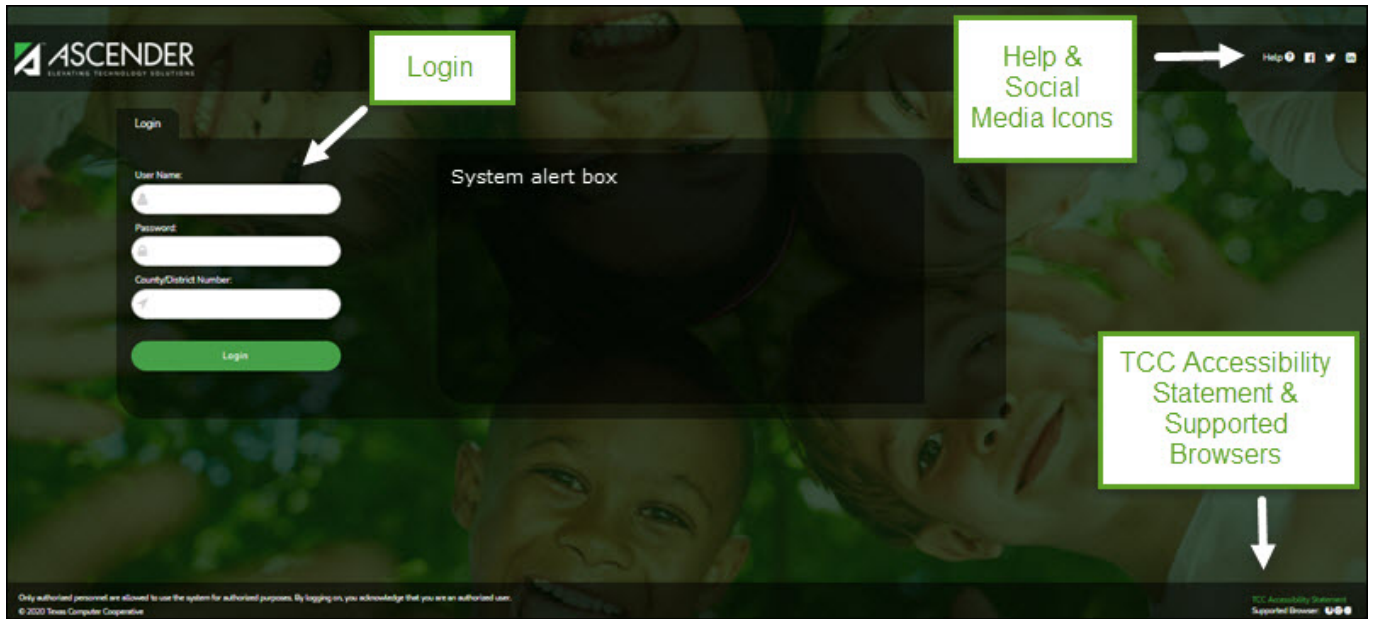 ASCENDER
ELEVATING TECHNOLOGY SOLUTIONS
Login
Help &
Social
Media Icons
Help
Login
User Name:
System alert box
Password:
County/District Number:
Login
TCC Accessibility
Statement &
Supported
Browsers
Only authorized personnel are allowed to use the system for authorized purposes. By logging on, you acknowledge that you are an authorized user.
© 2020 Texas Computer Cooperative
TCC Accessibility Statement
Supported Browser: